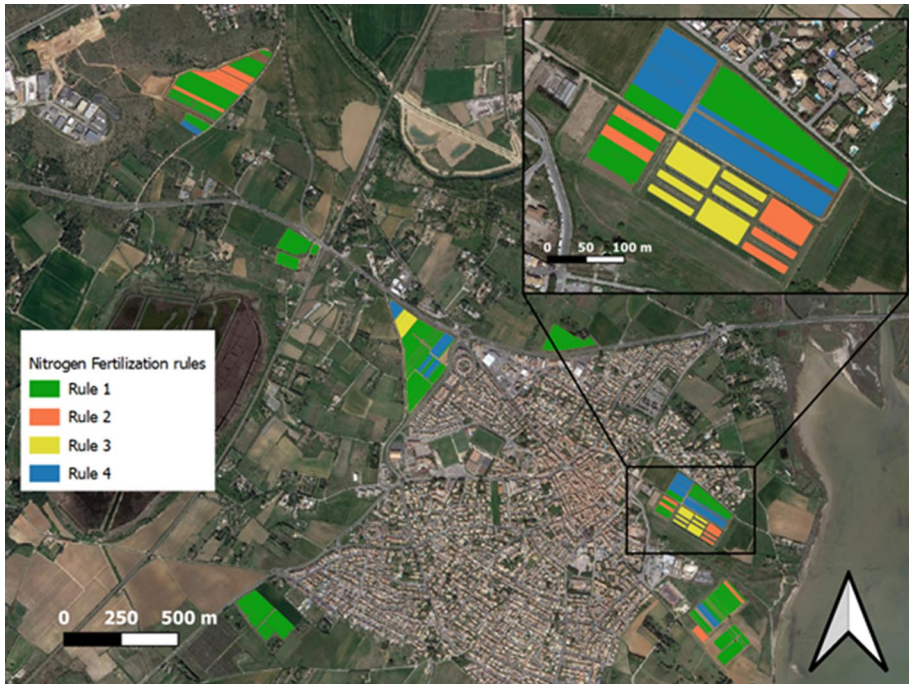 0 50 100 m
Nitrogen Fertilization rules
Rule 1
Rule 2
Rule 3
Rule 4
0 250 500 m